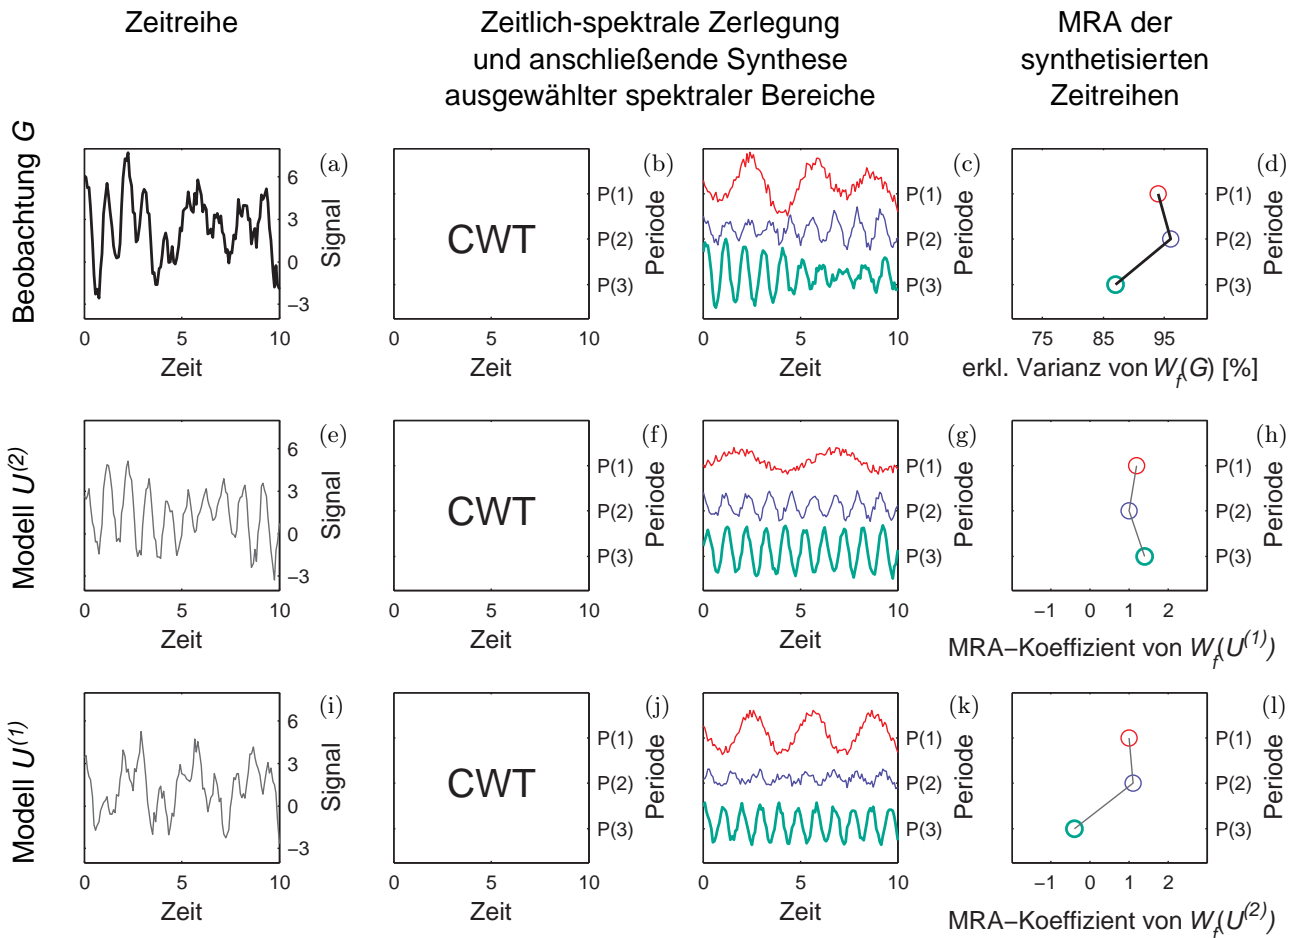 Zeitreihe
Zeitlich-spektrale Zerlegung
und anschließende Synthese
ausgewählter spektraler Bereiche
MRA der
synthetisierten
Zeitreihen
Beobachtung G
6
3
0
−3
Signal
(a)
0 5 10
Zeit
CWT
(b)
P(1)
P(2)
P(3)
Periode
0 5 10
Zeit
(c)
P(1)
P(2)
P(3)
Periode
0 5 10
Zeit
(d)
P(1)
P(2)
P(3)
Periode
75 85 95
erkl. Varianz von Wf(G) [%]
Modell U(2)
6
3
0
−3
Signal
(e)
0 5 10
Zeit
CWT
(f)
P(1)
P(2)
P(3)
Periode
0 5 10
Zeit
(g)
P(1)
P(2)
P(3)
Periode
0 5 10
Zeit
(h)
P(1)
P(2)
P(3)
Periode
−1 0 1 2
MRA−Koeffizient von Wf(U(1))
Modell U(1)
6
3
0
−3
Signal
(i)
0 5 10
Zeit
CWT
(j)
P(1)
P(2)
P(3)
Periode
0 5 10
Zeit
(k)
P(1)
P(2)
P(3)
Periode
0 5 10
Zeit
(l)
P(1)
P(2)
P(3)
Periode
−1 0 1 2
MRA−Koeffizient von Wf(U(2))